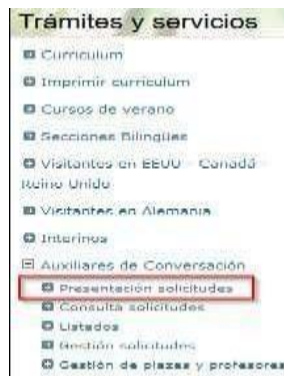 Trámites y servicios
Curriculum
Imprimir curriculum
Cursos de verano
Secciones Bilingües
Visitantes en EEUU - Canadá -
Reino Unido
Visitantes en Alemania
Interinos
Auxiliares de Conversación
Presentación solicitudes
Consulta solicitudes
Listados
Gestión solicitudes
Gestión de plazas y profesores